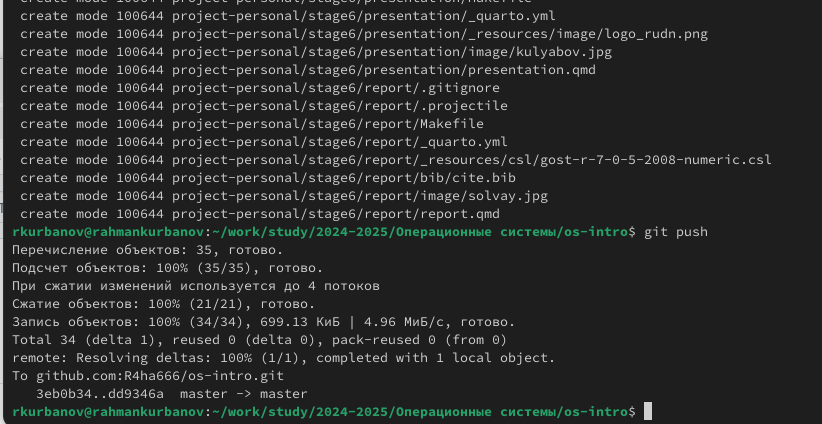 create mode 100644 project-personal/stage6/presentation/Makefile
create mode 100644 project-personal/stage6/presentation/_quarto.yml
create mode 100644 project-personal/stage6/presentation/_resources/image/logo_rudn.png
create mode 100644 project-personal/stage6/presentation/image/kulyabov.jpg
create mode 100644 project-personal/stage6/presentation/presentation.qmd
create mode 100644 project-personal/stage6/report/.gitignore
create mode 100644 project-personal/stage6/report/.projectile
create mode 100644 project-personal/stage6/report/Makefile
create mode 100644 project-personal/stage6/report/_quarto.yml
create mode 100644 project-personal/stage6/report/_resources/csl/gost-r-7-0-5-2008-numeric.csl
create mode 100644 project-personal/stage6/report/bib/cite.bib
create mode 100644 project-personal/stage6/report/image/solvay.jpg
create mode 100644 project-personal/stage6/report/report.qmd
rkurbanov@rahmankurbanov:~/work/study/2024-2025/Операционные системы/os-intro$ git push
Перечисление объектов: 35, готово.
Подсчет объектов: 100% (35/35), готово.
При сжатии изменений используется до 4 потоков
Сжатие объектов: 100% (21/21), готово.
Запись объектов: 100% (34/34), 699.13 КиБ | 4.96 МиБ/с, готово.
Total 34 (delta 1), reused 0 (delta 0), pack-reused 0 (from 0)
remote: Resolving deltas: 100% (1/1), completed with 1 local object.
To github.com:R4ha666/os-intro.git
3eb0b34..dd9346a  master -> master
rkurbanov@rahmankurbanov:~/work/study/2024-2025/Операционные системы/os-intro$